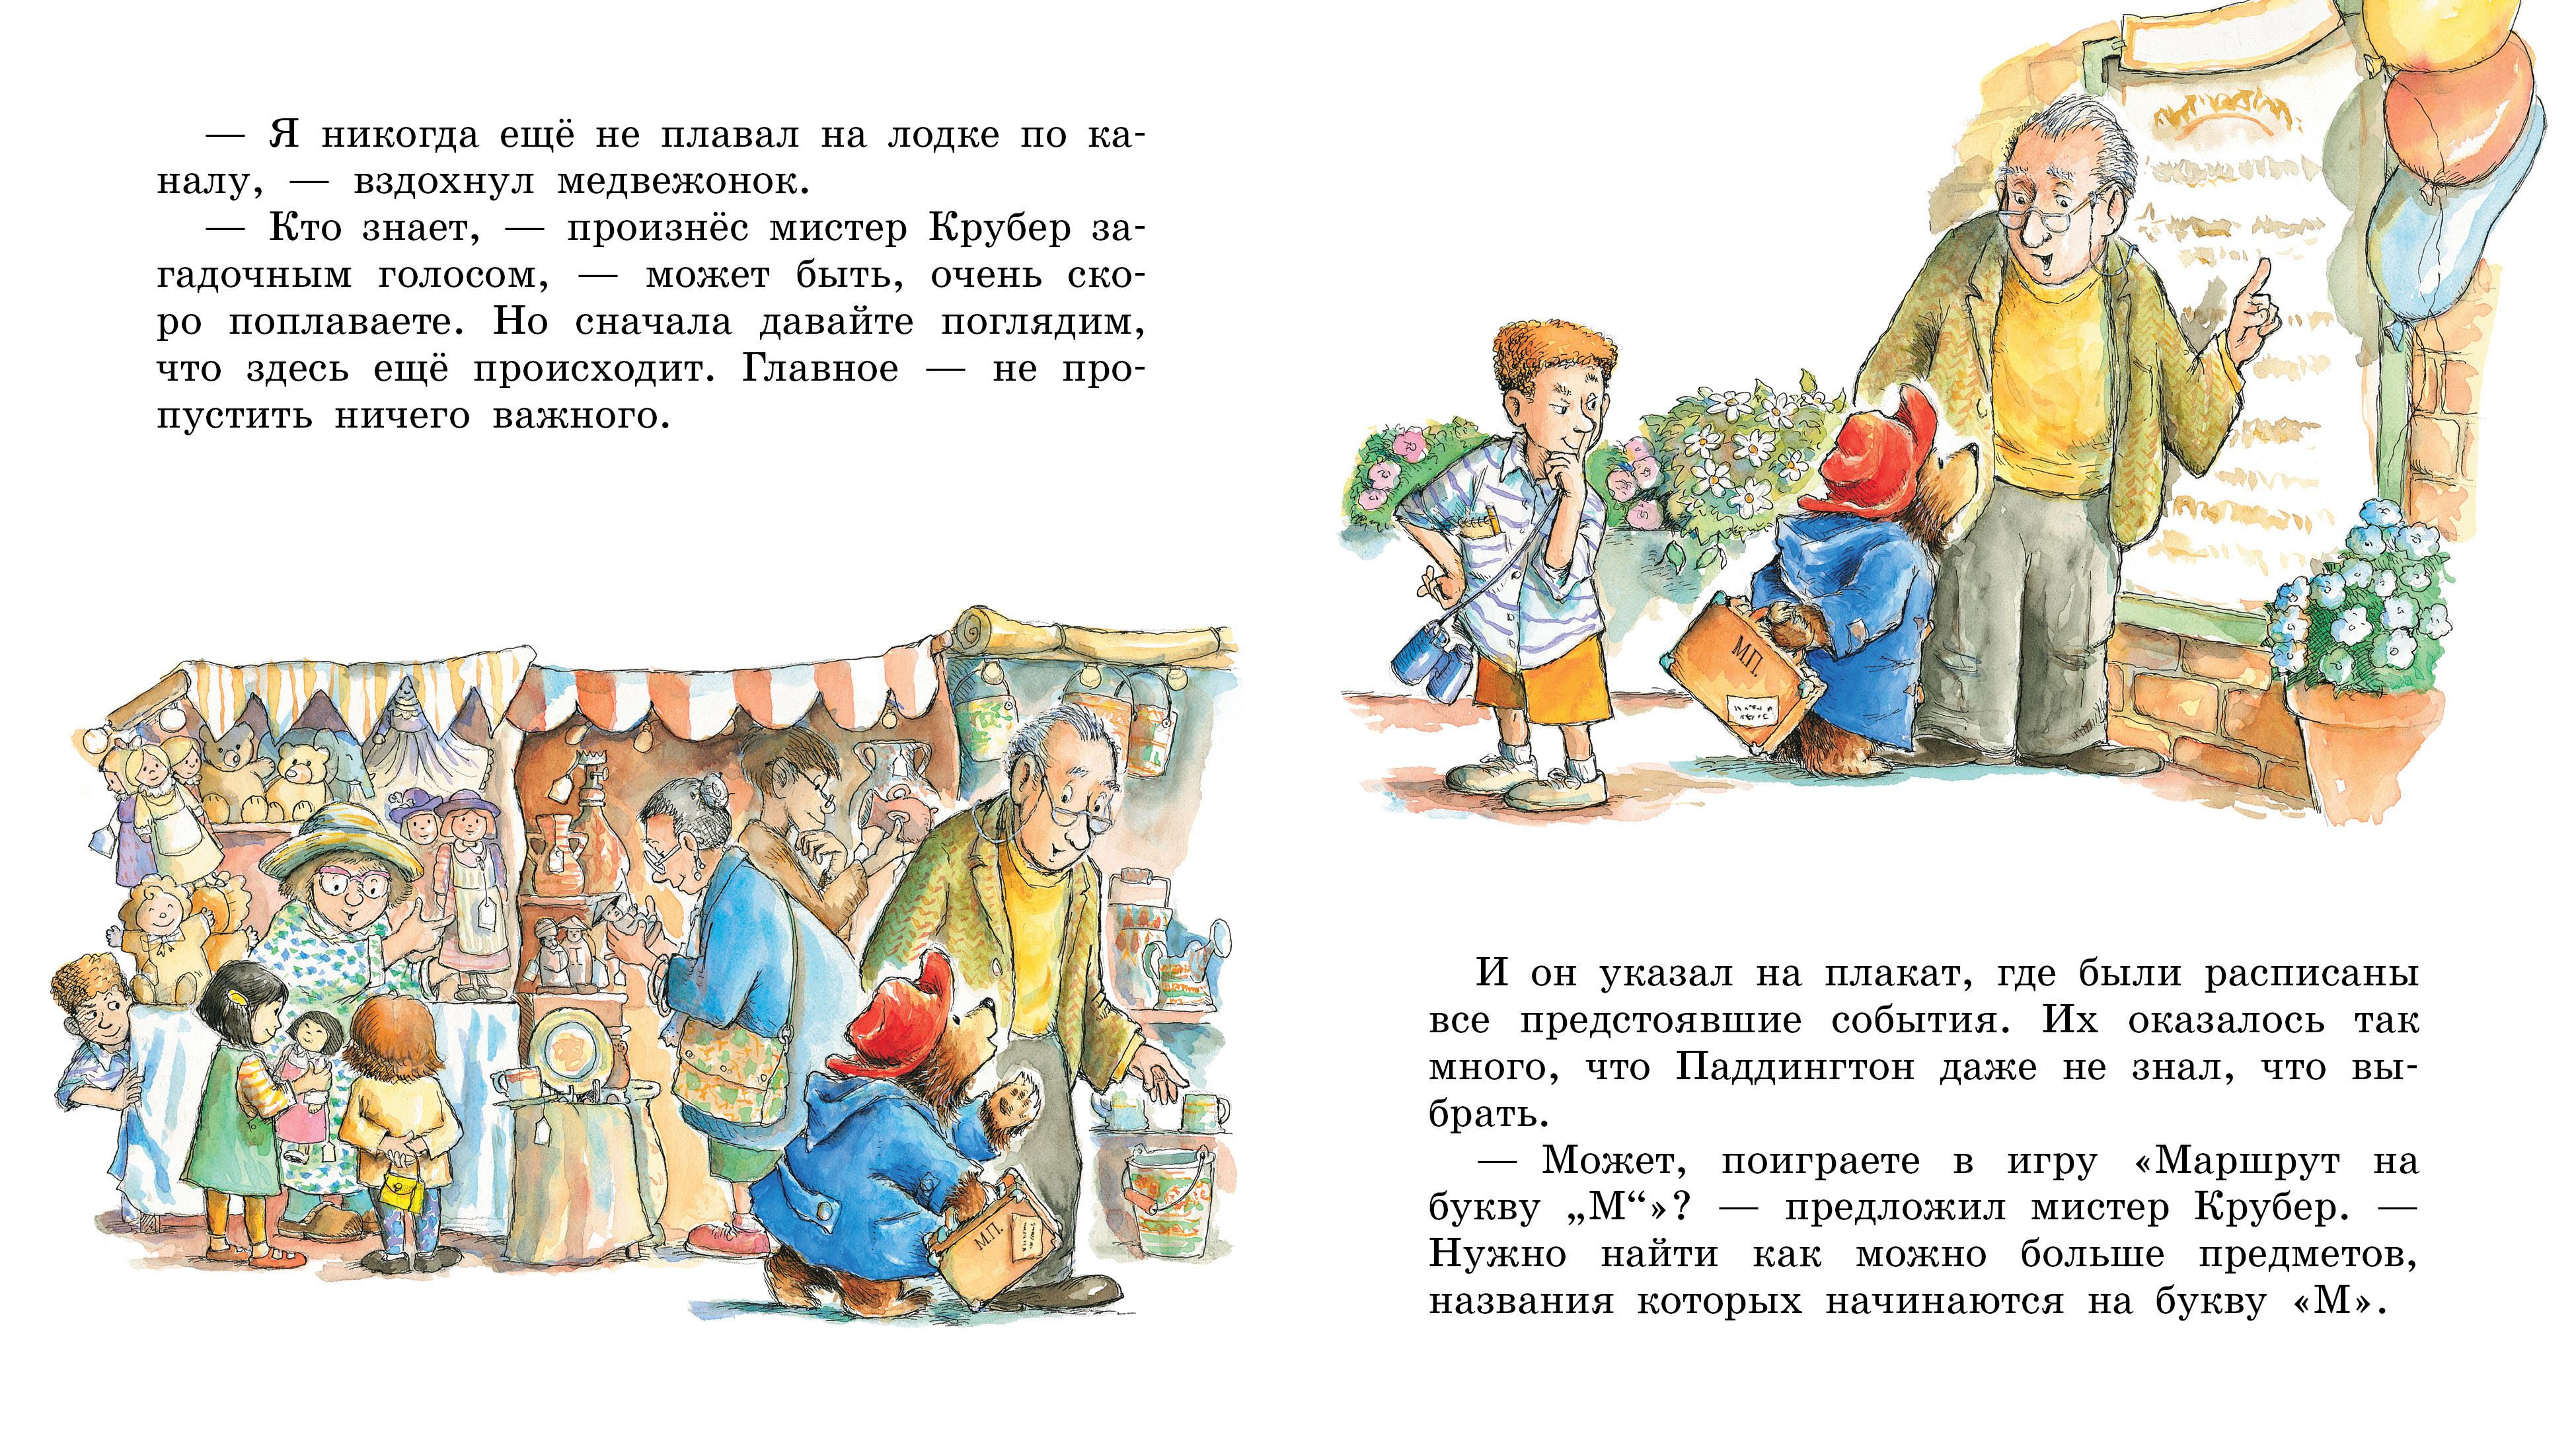 — Я никогда ещё не плавал на лодке по ка-
налу, — вздохнул медвежонок.
— Кто знает, — произнёс мистер Крубер за-
гадочным голосом, — может быть, очень ско-
ро поплаваете. Но сначала давайте поглядим,
что здесь ещё происходит. Главное — не про-
пустить ничего важного.
М.П.
М.П.
И он указал на плакат, где были расписаны
все предстоявшие события. Их оказалось так
много, что Паддингтон даже не знал, что вы-
брать.
— Может, поиграете в игру «Маршрут на
букву „М“»? — предложил мистер Крубер. —
Нужно найти как можно больше предметов,
названия которых начинаются на букву «М».